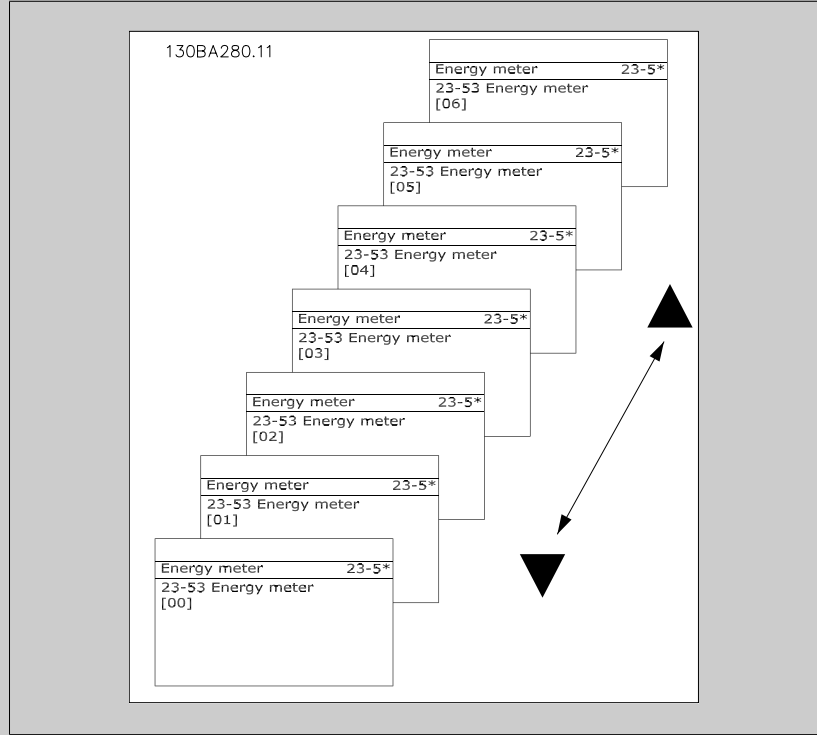 130BA280.11
Energy meter 23-5*
23-53 Energy meter
[06]
Energy meter 23-5*
23-53 Energy meter
[05]
Energy meter 23-5*
23-53 Energy meter
[04]
Energy meter 23-5*
23-53 Energy meter
[03]
Energy meter 23-5*
23-53 Energy meter
[02]
Energy meter 23-5*
23-53 Energy meter
[01]
Energy meter 23-5*
23-53 Energy meter
[00]